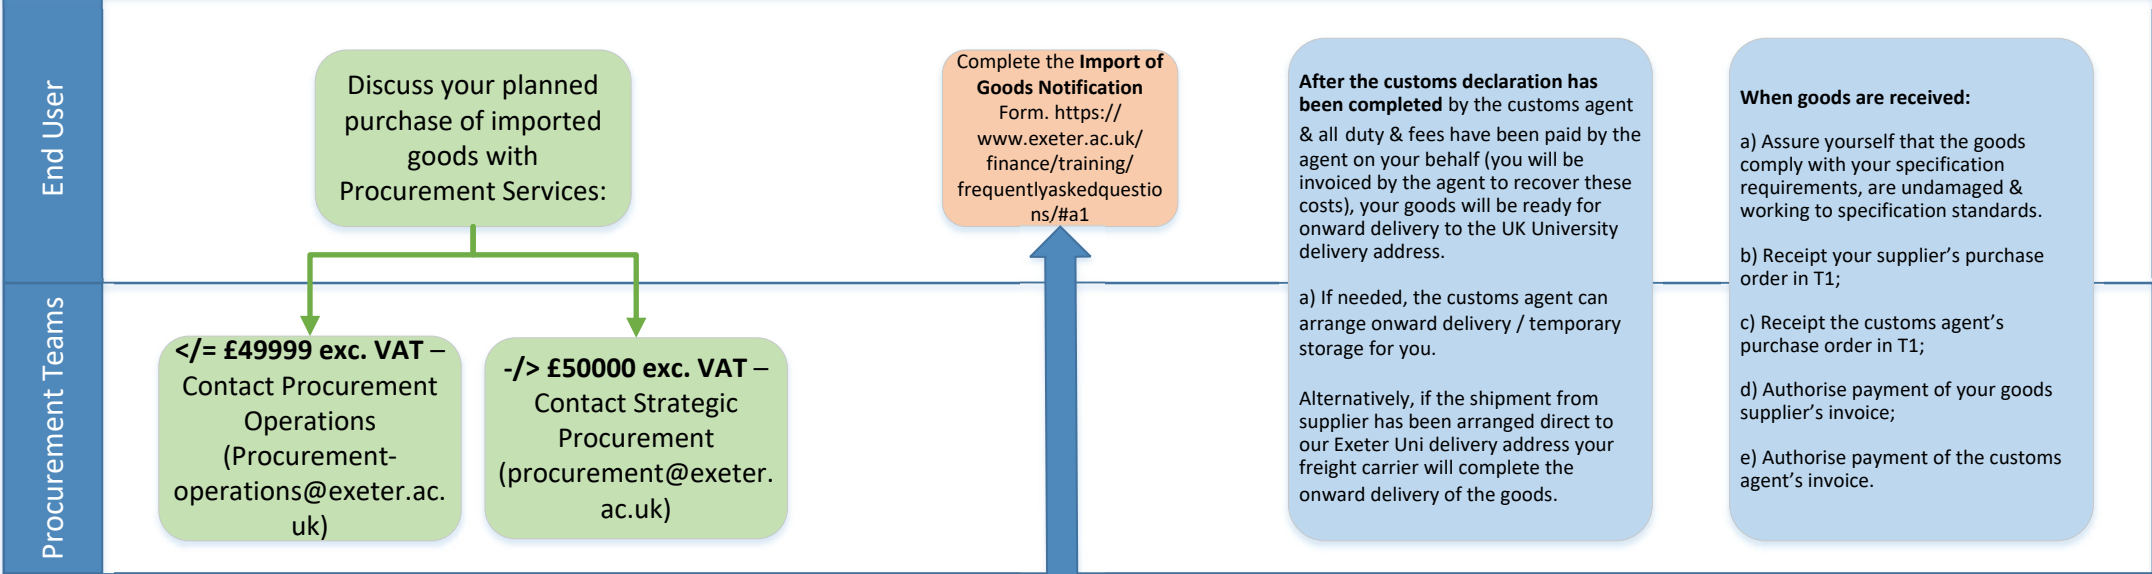 End User
Discuss your planned
purchase of imported
goods with
Procurement Services:
Complete the Import of
Goods Notification
Form. https://
www.exeter.ac.uk/
finance/training/
frequentlyaskedquestio
ns/#a1
After the customs declaration has
been completed by the customs agent
& all duty & fees have been paid by the
agent on your behalf (you will be
invoiced by the agent to recover these
costs), your goods will be ready for
onward delivery to the UK University
delivery address.
a) If needed, the customs agent can
arrange onward delivery / temporary
storage for you.
Alternatively, if the shipment from
supplier has been arranged direct to
our Exeter Uni delivery address your
freight carrier will complete the
onward delivery of the goods.
When goods are received:
a) Assure yourself that the goods
comply with your specification
requirements, are undamaged &
working to specification standards.
b) Receipt your supplier’s purchase
order in T1;
c) Receipt the customs agent’s
purchase order in T1;
d) Authorise payment of your goods
supplier’s invoice;
e) Authorise payment of the customs
agent’s invoice.
Procurement Teams
</= £49999 exc. VAT –
Contact Procurement
Operations
(Procurement-
operations@exeter.ac.
uk)
-/> £50000 exc. VAT –
Contact Strategic
Procurement
(procurement@exeter.
ac.uk)